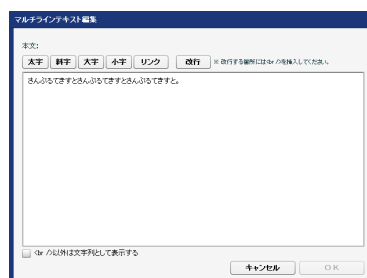 マルチラインテキスト編集
本文:
太字 斜字 大字 小字 リンク 改行 ※ 改行する箇所には<br />を挿入してください。
さんぷるてきすとさんぷるてきすとさんぷるてきすと。
<br />以外は文字列として表示する
キャンセル OK